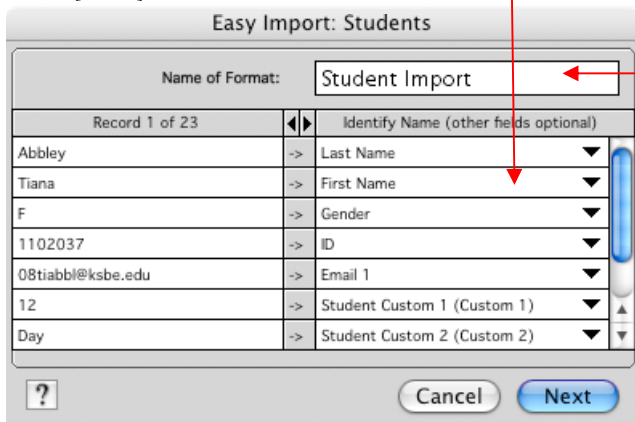 Easy Import: Students
Name of Format: Student Import
Record 1 of 23 Identify Name (other fields optional)
Abbley -> Last Name
Tiana -> First Name
F -> Gender
1102037 -> ID
08tiabbl@ksbe.edu -> Email 1
12 -> Student Custom 1 (Custom 1)
Day -> Student Custom 2 (Custom 2)
? Cancel Next